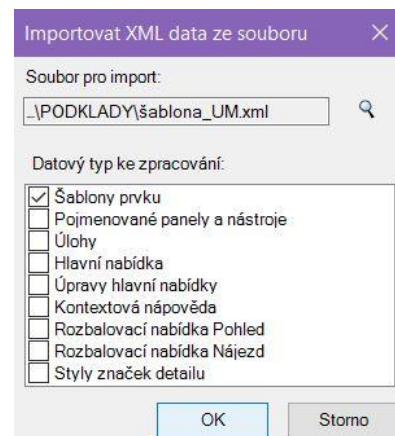 Importovat XML data ze souboru
Soubor pro import:
..\PODKLADY\šablona_UM.xml
Datový typ ke zpracování:
Šablony prvku
Pojmenované panely a nástroje
Úlohy
Hlavní nabídka
Úpravy hlavní nabídky
Kontextová nápověda
Rozbalovací nabídka Pohled
Rozbalovací nabídka Nájezd
Styly značek detailu
OK Storno